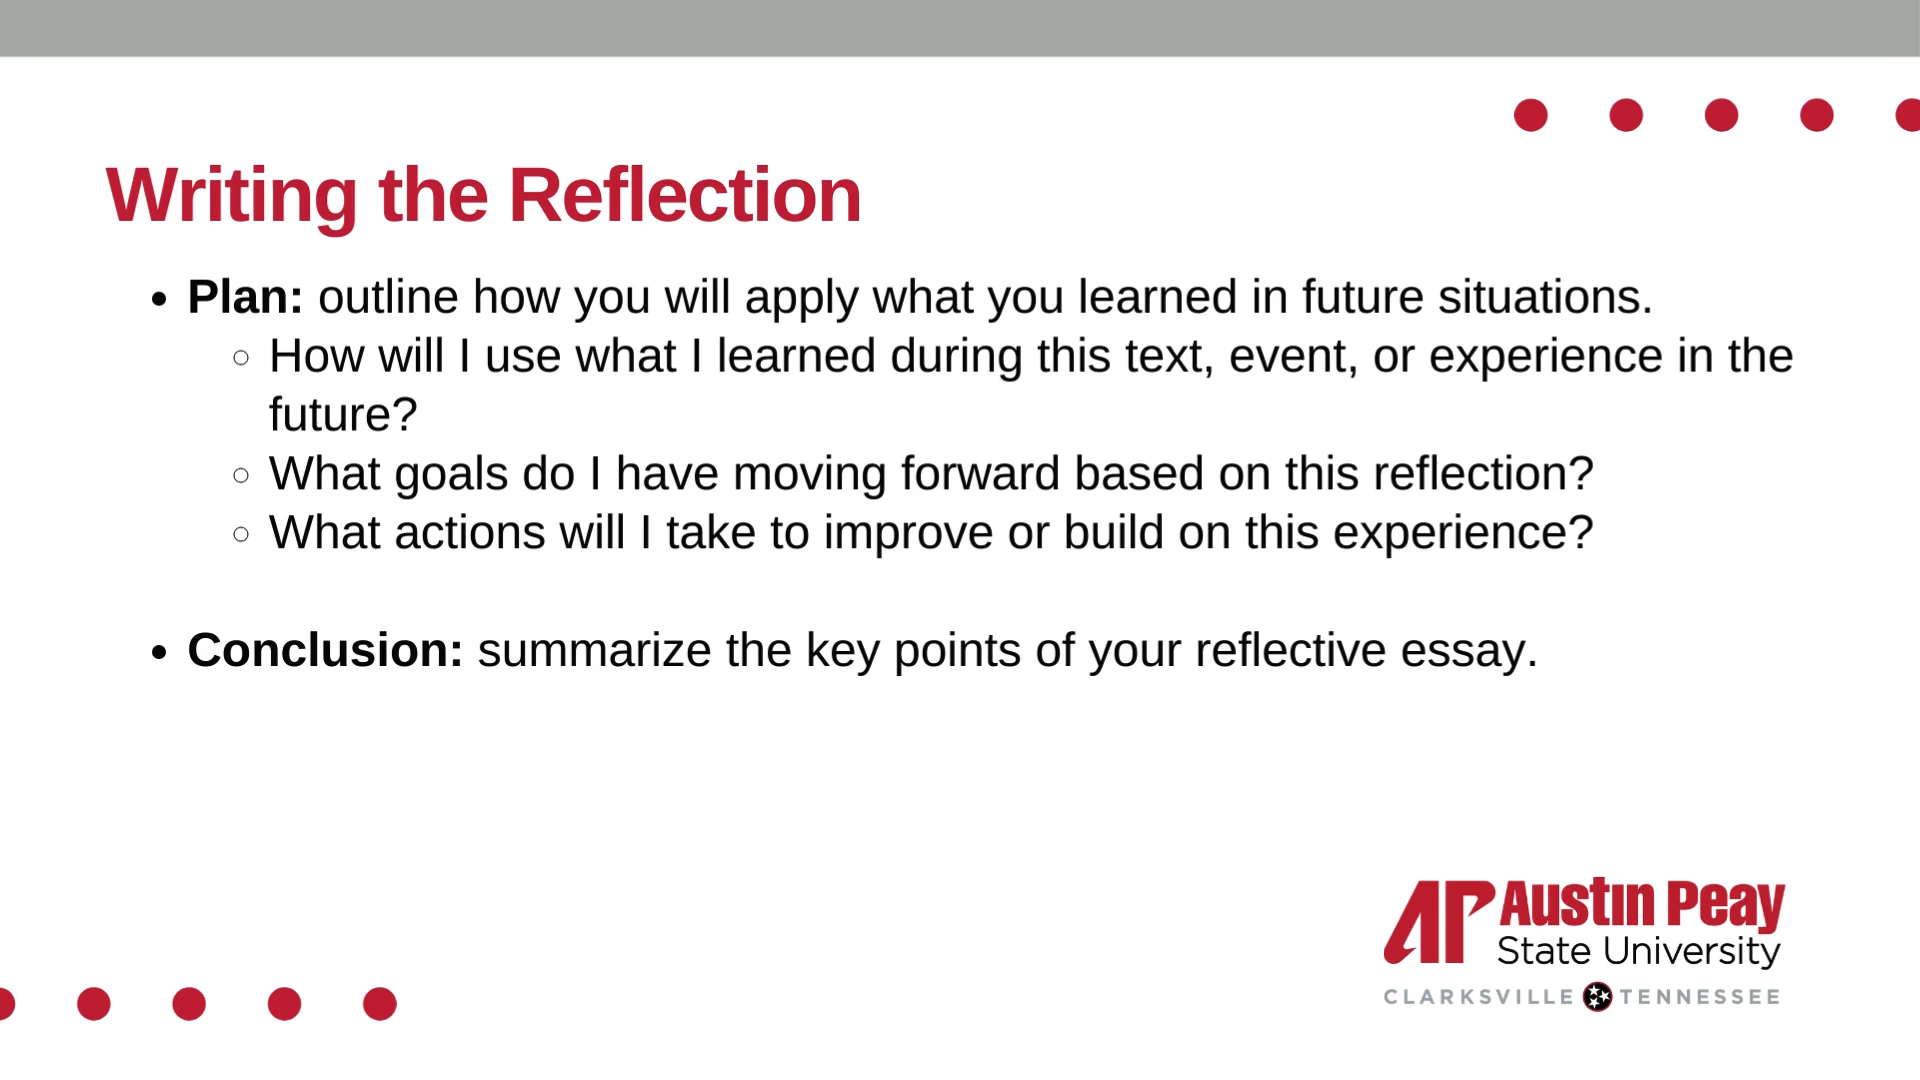 Writing the Reflection
• Plan: outline how you will apply what you learned in future situations.
○ How will I use what I learned during this text, event, or experience in the
future?
○ What goals do I have moving forward based on this reflection?
○ What actions will I take to improve or build on this experience?
• Conclusion: summarize the key points of your reflective essay.
AP Austin Peay
State University
CLARKSVILLE TENNESSEE